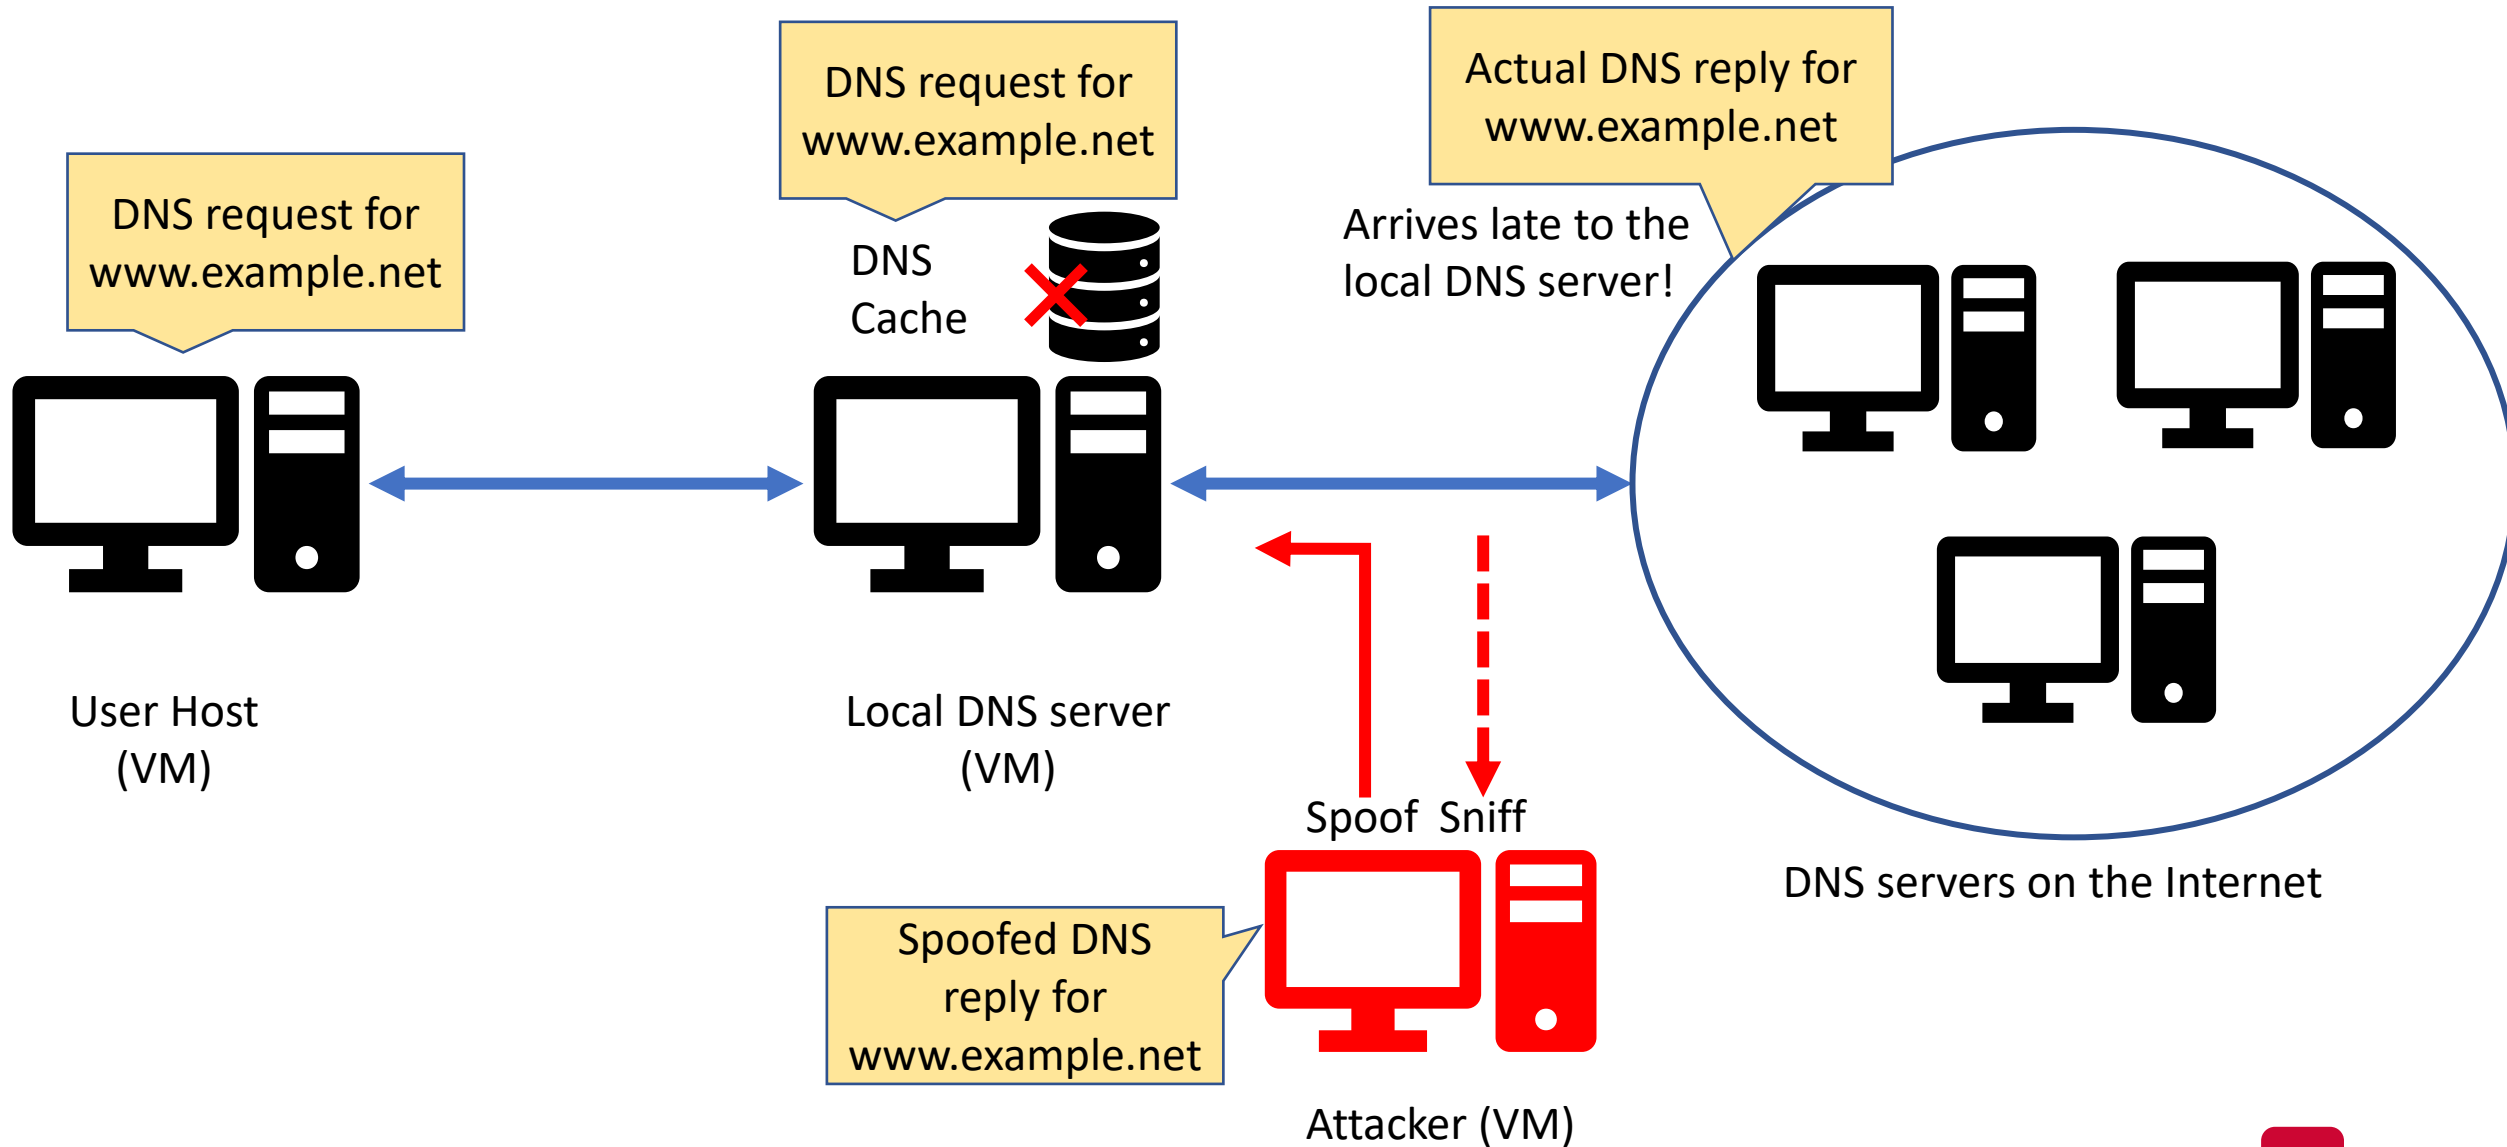 DNS request for
www.example.net
DNS request for
www.example.net
Actual DNS reply for
www.example.net
DNS
Cache
Arrives late to the
local DNS server!
User Host
(VM)
Local DNS server
(VM)
Spoof Sniff
DNS servers on the Internet
Spoofed DNS
reply for
www.example.net
Attacker (VM)